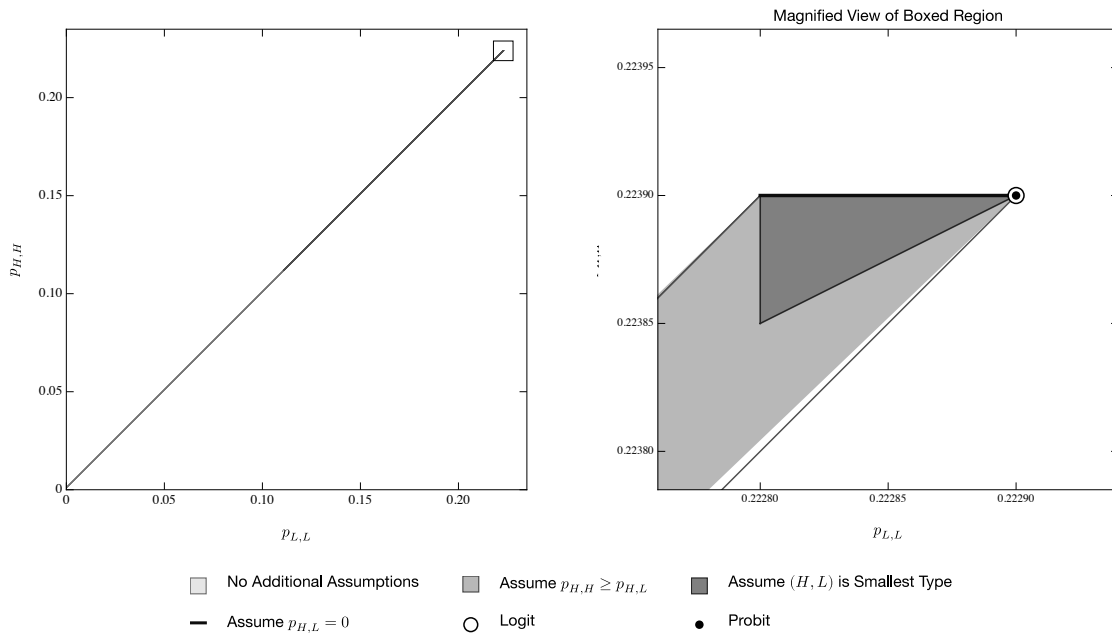 Magnified View of Boxed Region
0.20
0.15
0.10
0.05
0
0 0.05 0.10 0.15 0.20
p_{H,H}
p_{L,L}
0.22395
0.22390
0.22385
0.22380
0.22280 0.22285 0.22290
p_{L,L}
No Additional Assumptions
Assume p_{H,H} ≥ p_{H,L}
Assume (H, L) is Smallest Type
Assume p_{H,L} = 0
Logit
Probit